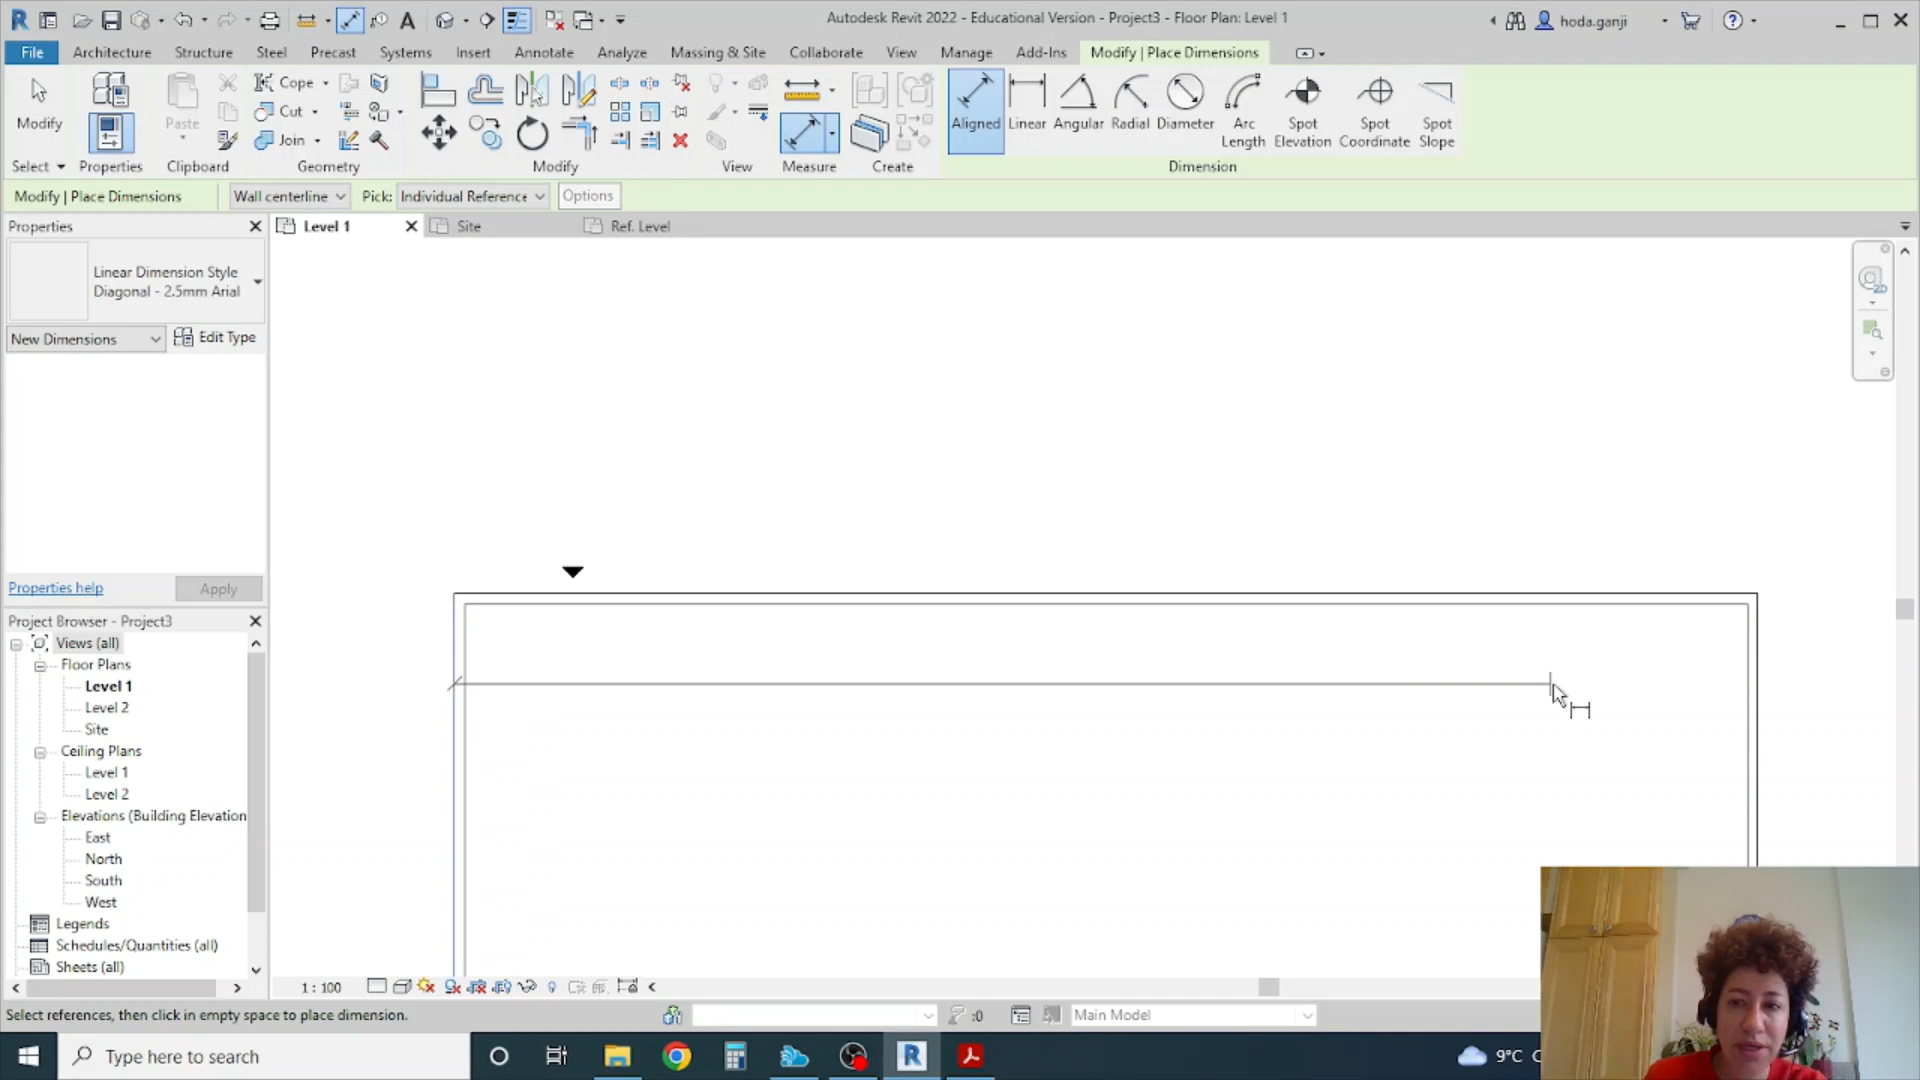 Autodesk Revit 2022 - Educational Version - Project3 - Floor Plan: Level 1
hoda.ganji
File Architecture Structure Steel Precast Systems Insert Annotate Analyze Massing & Site Collaborate View Manage Add-Ins Modify | Place Dimensions
Modify
Paste
Cope
Cut
Join
Aligned Linear Angular Radial Diameter Arc Length Spot Elevation Spot Coordinate Spot Slope
Select Properties Clipboard Geometry Modify View Measure Create Dimension
Modify | Place Dimensions Wall centerline Pick: Individual Reference Options
Properties
Level 1 Site Ref. Level
Linear Dimension Style
Diagonal - 2.5mm Arial
New Dimensions Edit Type
Properties help Apply
Project Browser - Project3
Views (all)
Floor Plans
Level 1
Level 2
Site
Ceiling Plans
Level 1
Level 2
Elevations (Building Elevation
East
North
South
West
Legends
Schedules/Quantities (all)
Sheets (all)
1 : 100
Select references, then click in empty space to place dimension.
:0
Main Model
Type here to search
9°C